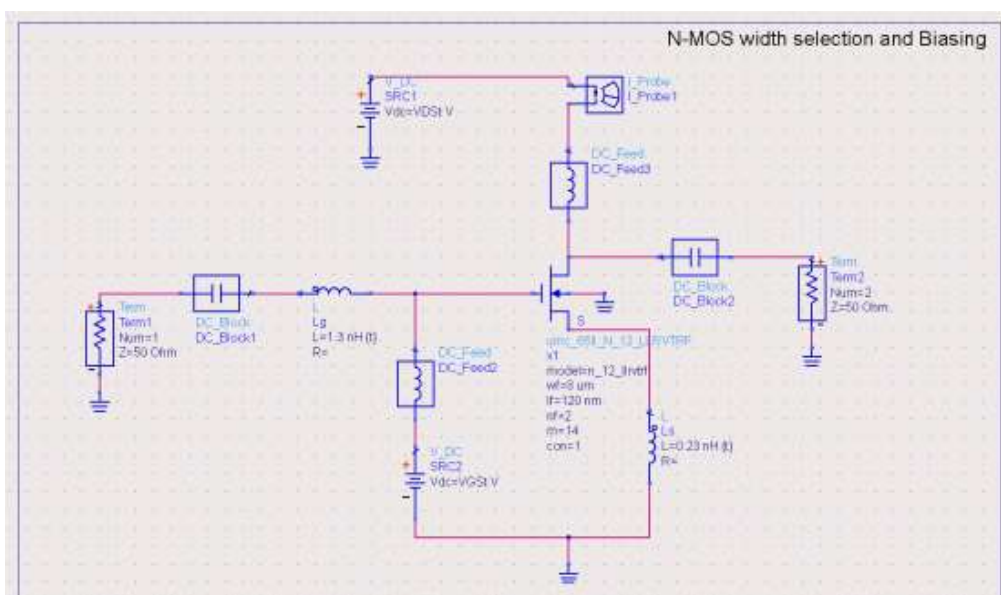 N-MOS width selection and Biasing
V_DC
SRC1
Vdc=VDSt V
I_Probe
I_Probe1
DC_Feed
DC_Feed3
Term
Term1
Num=1
Z=50 Ohm
DC_Block
DC_Block1
L
Lg
L=1.3 nH {t}
R=
DC_Feed
DC_Feed2
V_DC
SRC2
Vdc=VGSt V
S
x1
wf=8 um
lf=120 nm
nf=2
m=14
con=1
DC_Block
DC_Block2
Term
Term2
Num=2
Z=50 Ohm
L
Ls
L=0.23 nH {t}
R=